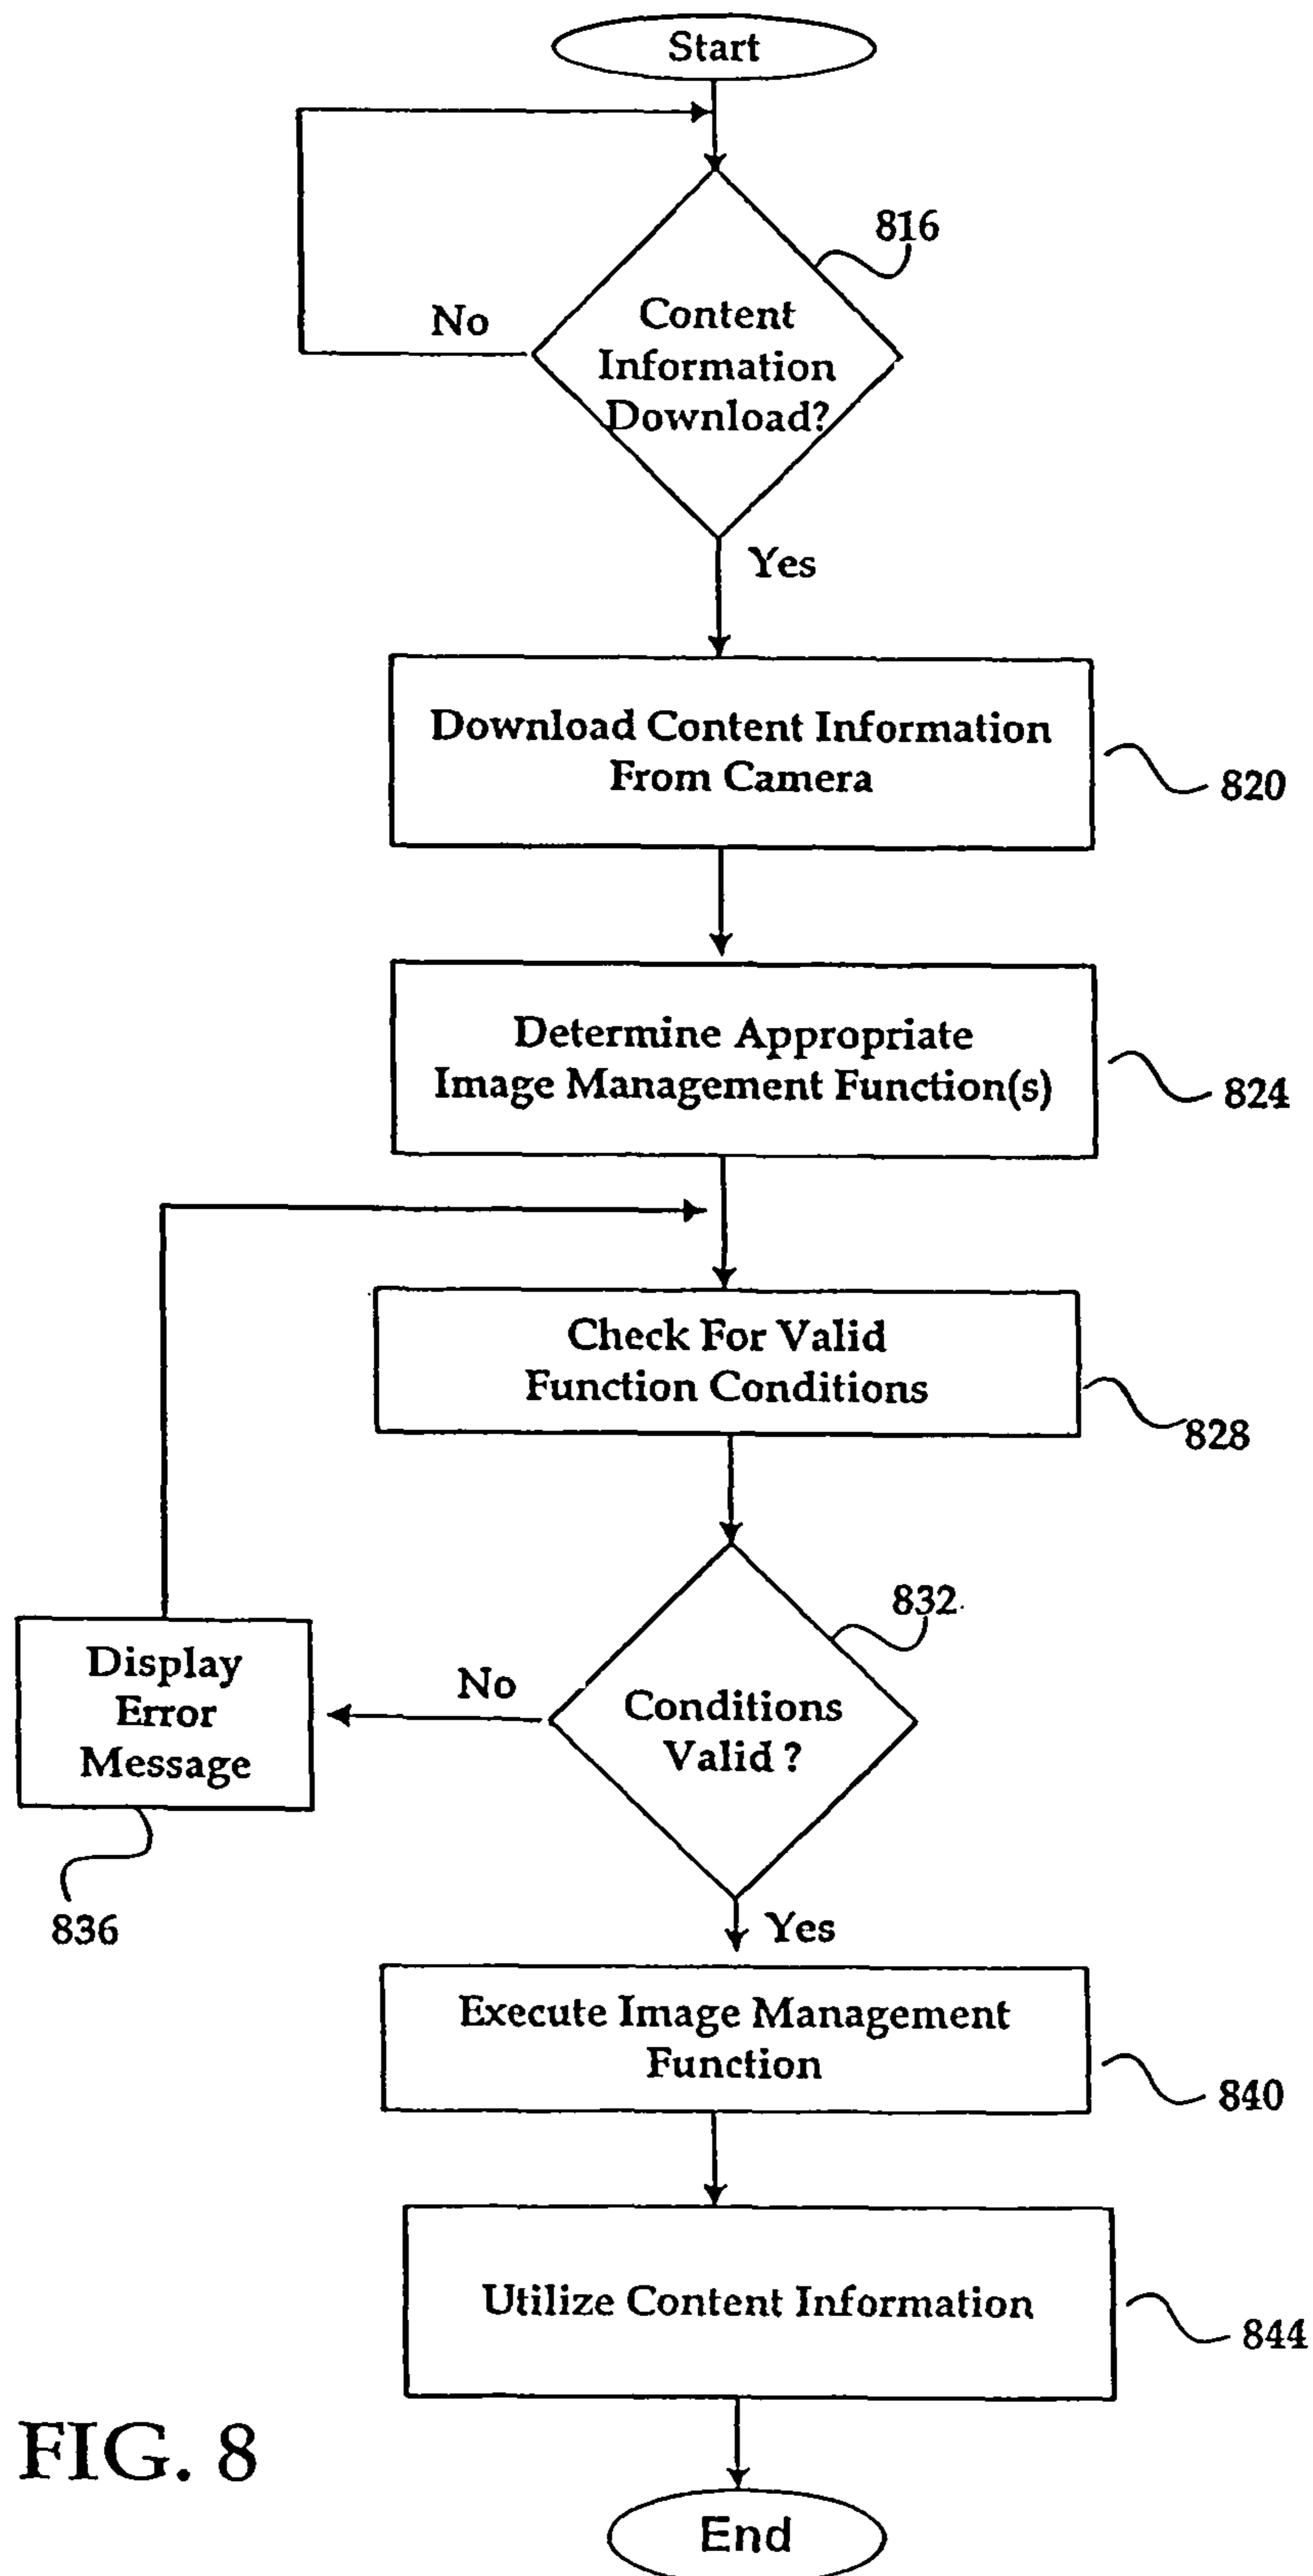 Start
816
No
Content
Information
Download?
Yes
Download Content Information
From Camera
820
Determine Appropriate
Image Management Function(s)
824
Check For Valid
Function Conditions
828
832
Display
Error
Message
No
Conditions
Valid ?
836
Yes
Execute Image Management
Function
840
Utilize Content Information
844
FIG. 8
End